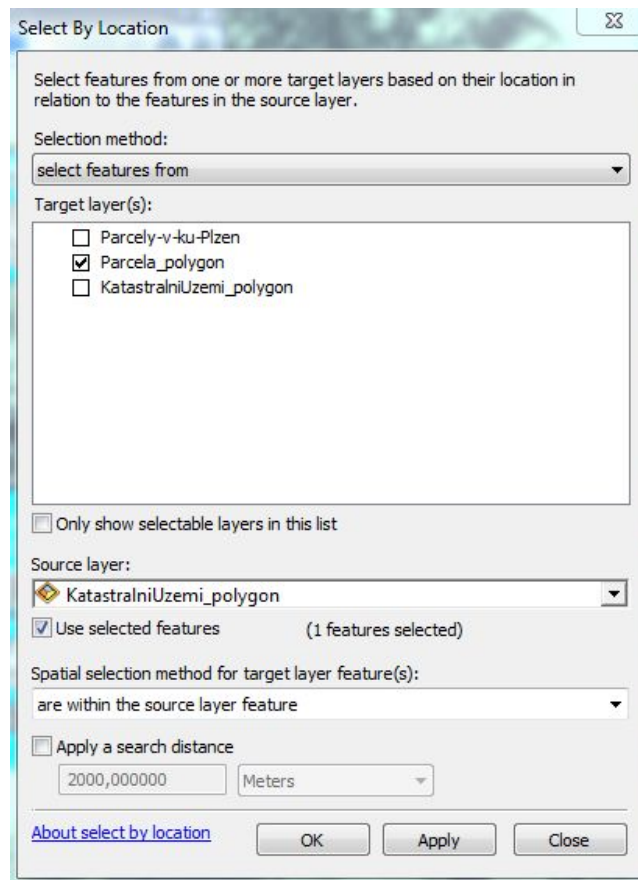 Select By Location
Select features from one or more target layers based on their location in
relation to the features in the source layer.
Selection method:
select features from
Target layer(s):
Parcely-v-ku-Plzen
Parcela_polygon
KatastralniUzemi_polygon
Only show selectable layers in this list
Source layer:
KatastralniUzemi_polygon
Use selected features (1 features selected)
Spatial selection method for target layer feature(s):
are within the source layer feature
Apply a search distance
2000,000000 Meters
About select by location OK Apply Close